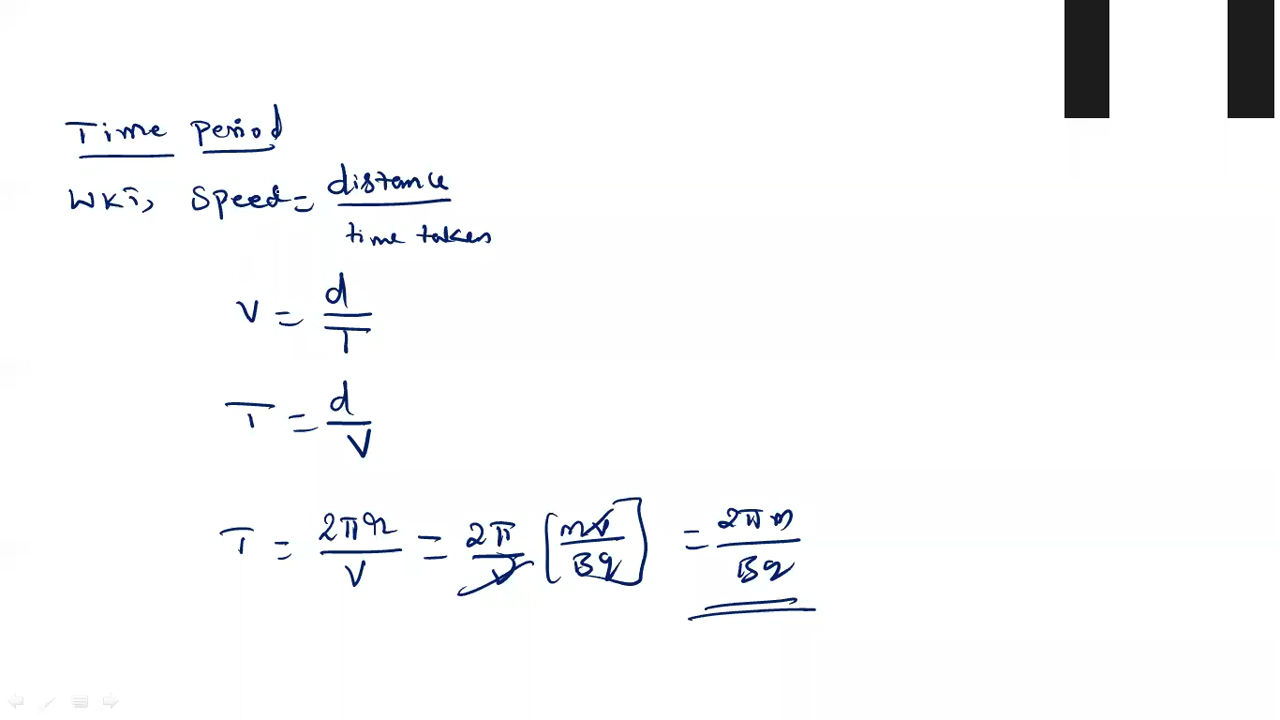 Time Period
WKT, Speed = distance / time taken
V = d / T
T = d / V
T = 2πr / V = 2π / V [mv / Bq] = 2πm / Bq